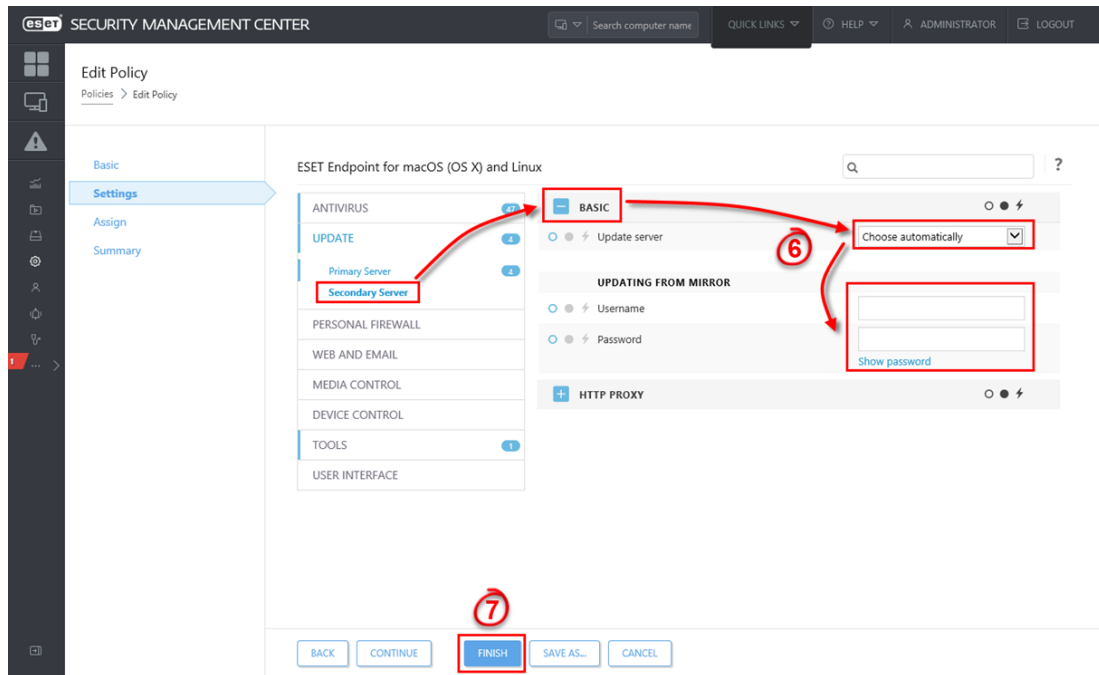 eset SECURITY MANAGEMENT CENTER Search computer name QUICK LINKS HELP ADMINISTRATOR LOGOUT
Edit Policy
Policies > Edit Policy
Basic
Settings
Assign
Summary
ESET Endpoint for macOS (OS X) and Linux ?
ANTIVIRUS 47
UPDATE 4
Primary Server 4
Secondary Server
PERSONAL FIREWALL
WEB AND EMAIL
MEDIA CONTROL
DEVICE CONTROL
TOOLS 1
USER INTERFACE
BASIC
Update server Choose automatically
6
UPDATING FROM MIRROR
Username
Password
Show password
HTTP PROXY
1
7
BACK CONTINUE FINISH SAVE AS... CANCEL